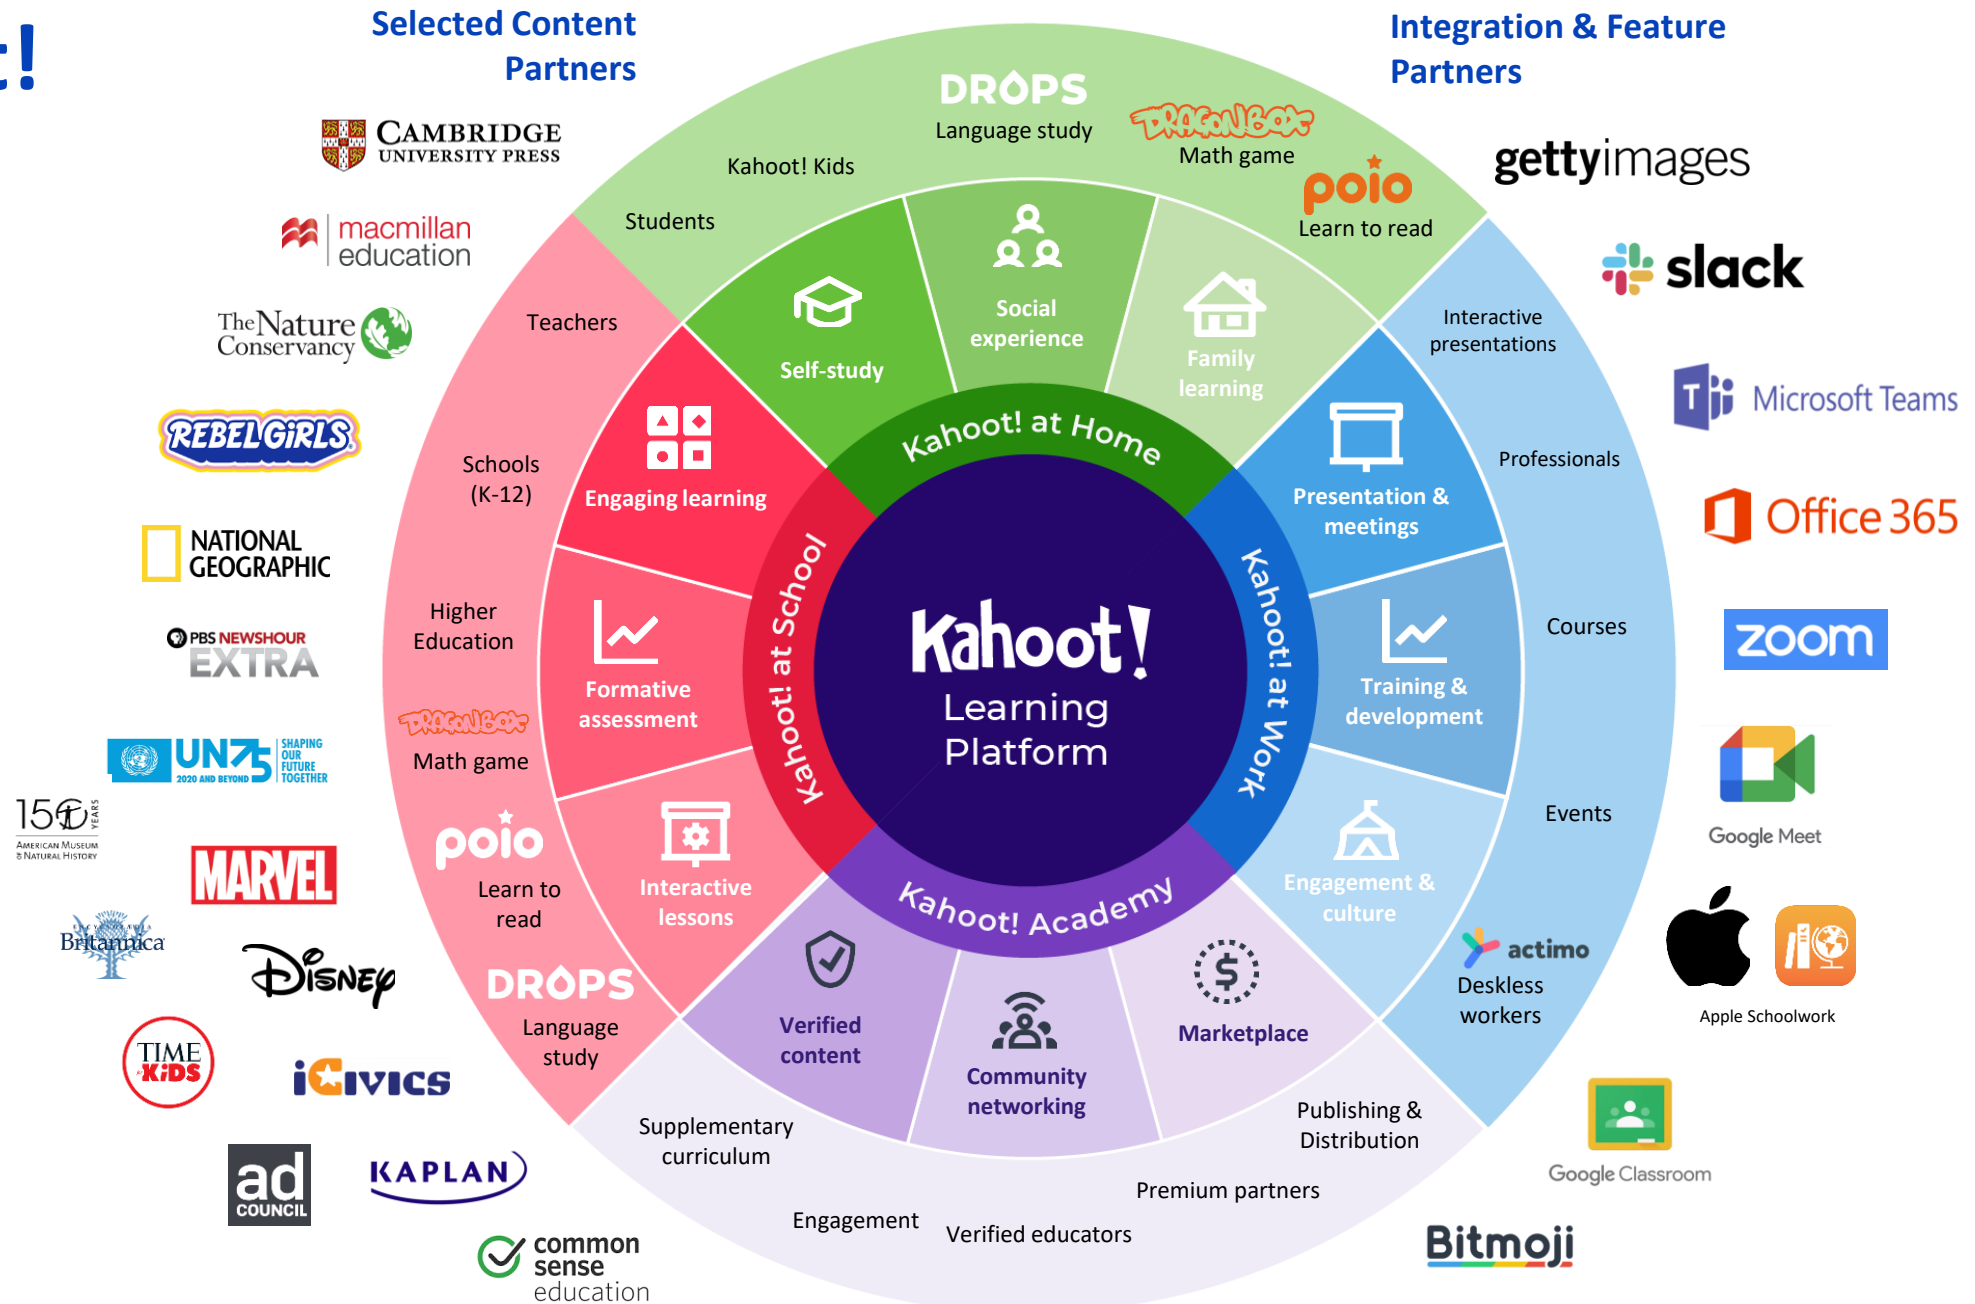 t!
Selected Content
Partners
CAMBRIDGE
UNIVERSITY PRESS
macmillan
education
The Nature
Conservancy
REBEL GiRLS
NATIONAL
GEOGRAPHIC
PBS NEWSHOUR
EXTRA
UN75
2020 AND BEYOND
SHAPING
OUR
FUTURE
TOGETHER
150
YEARS
AMERICAN MUSEUM
& NATURAL HISTORY
MARVEL
ENCYCLOPÆDIA
Britannica
DISNEY
TIME
for KiDS
iCIVICS
ad
COUNCIL
KAPLAN
common
sense
education
DROPS
Language study
DRAGONBOX
Math game
poio
Learn to read
Kahoot! Kids
Students
Self-study
Social
experience
Family
learning
Kahoot! at Home
Teachers
Schools
(K-12)
Higher
Education
DRAGONBOX
Math game
poio
Learn to
read
DROPS
Language
study
Engaging learning
Formative
assessment
Interactive
lessons
Kahoot! at School
Kahoot!
Learning
Platform
Kahoot! at Work
Presentation &
meetings
Training &
development
Engagement &
culture
Interactive
presentations
Professionals
Courses
Events
actimo
Deskless
workers
Kahoot! Academy
Verified
content
Community
networking
$
Marketplace
Supplementary
curriculum
Engagement
Verified educators
Premium partners
Publishing &
Distribution
Integration & Feature
Partners
gettyimages
slack
T
Microsoft Teams
Office 365
zoom
Google Meet
Apple Schoolwork
Google Classroom
Bitmoji